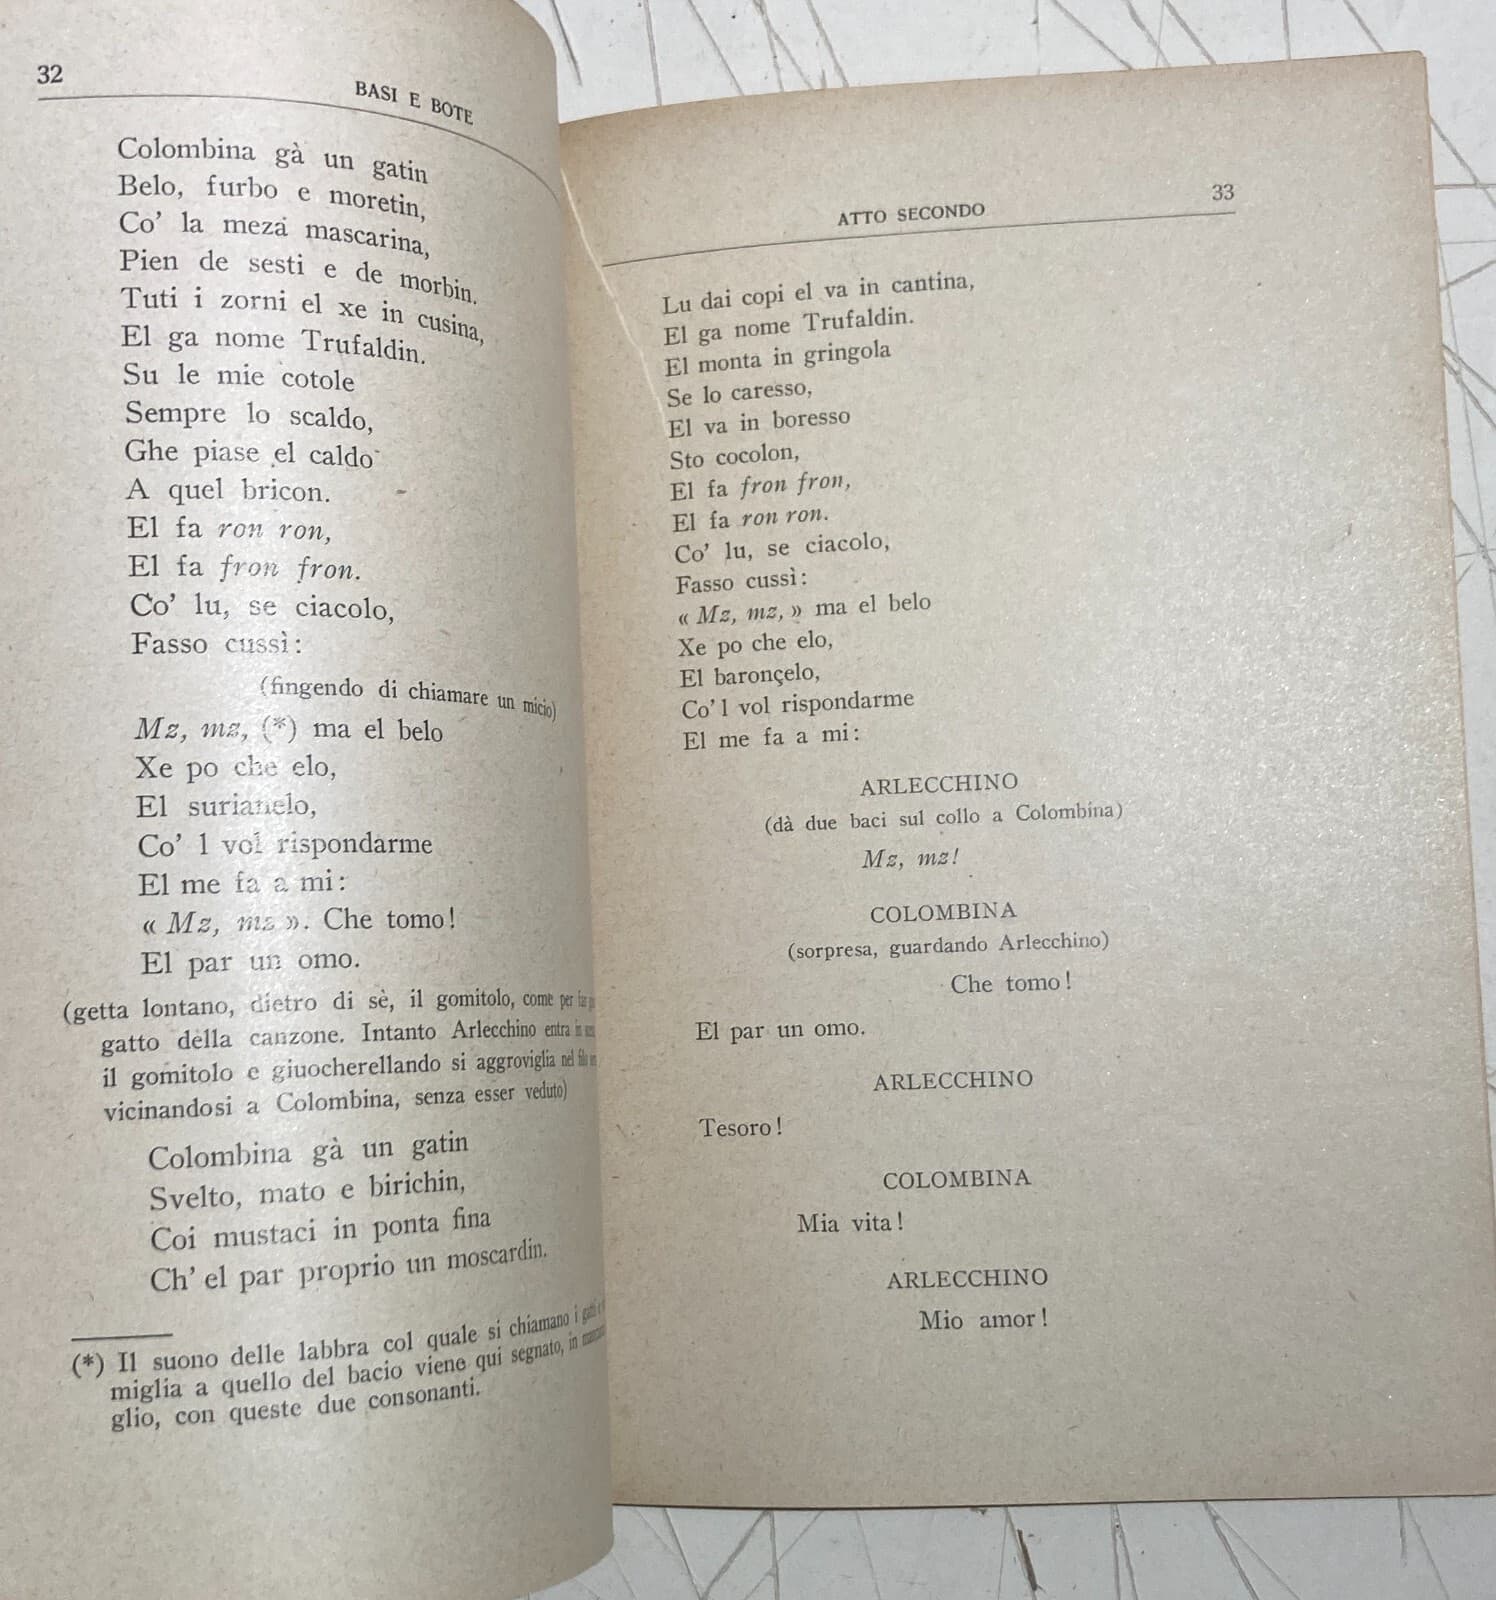 32
BASI E BOTE
Colombina gà un gatin
Belo, furbo e moretin,
Co' la mezà mascarina,
Pien de sesti e de morbin.
Tuti i zorni el xe in cusina,
El ga nome Trufaldin.
Su le mie cotole
Sempre lo scaldo,
Ghe piase el caldo
A quel bricon.
El fa ron ron,
El fa fron fron.
Co' lu, se ciacolo,
Fasso cussì:
(fingendo di chiamare un micio)
Mz, mz, (*) ma el belo
Xe po che elo,
El surianelo,
Co' l vol rispondarme
El me fa a mi:
« Mz, mz ». Che tomo!
El par un omo.
(getta lontano, dietro di sè, il gomitolo, come per far
gatto della canzone. Intanto Arlecchino entra in
il gomitolo e giuocherellando si aggroviglia nel filo
vicinandosi a Colombina, senza esser veduto)
Colombina gà un gatin
Svelto, mato e birichin,
Coi mustaci in ponta fina
Ch' el par proprio un moscardin.
(*) Il suono delle labbra col quale si chiamano i gatti e
miglia a quello del bacio viene qui segnato, in
glio, con queste due consonanti.
ATTO SECONDO
33
Lu dai copi el va in cantina,
El ga nome Trufaldin.
El monta in gringola
Se lo caresso,
El va in boresso
Sto cocolon,
El fa fron fron,
El fa ron ron.
Co' lu, se ciacolo,
Fasso cussì:
« Mz, mz, » ma el belo
Xe po che elo,
El baronçelo,
Co' l vol rispondarme
El me fa a mi:
ARLECCHINO
(dà due baci sul collo a Colombina)
Mz, mz!
COLOMBINA
(sorpresa, guardando Arlecchino)
Che tomo!
El par un omo.
ARLECCHINO
Tesoro!
COLOMBINA
Mia vita!
ARLECCHINO
Mio amor!